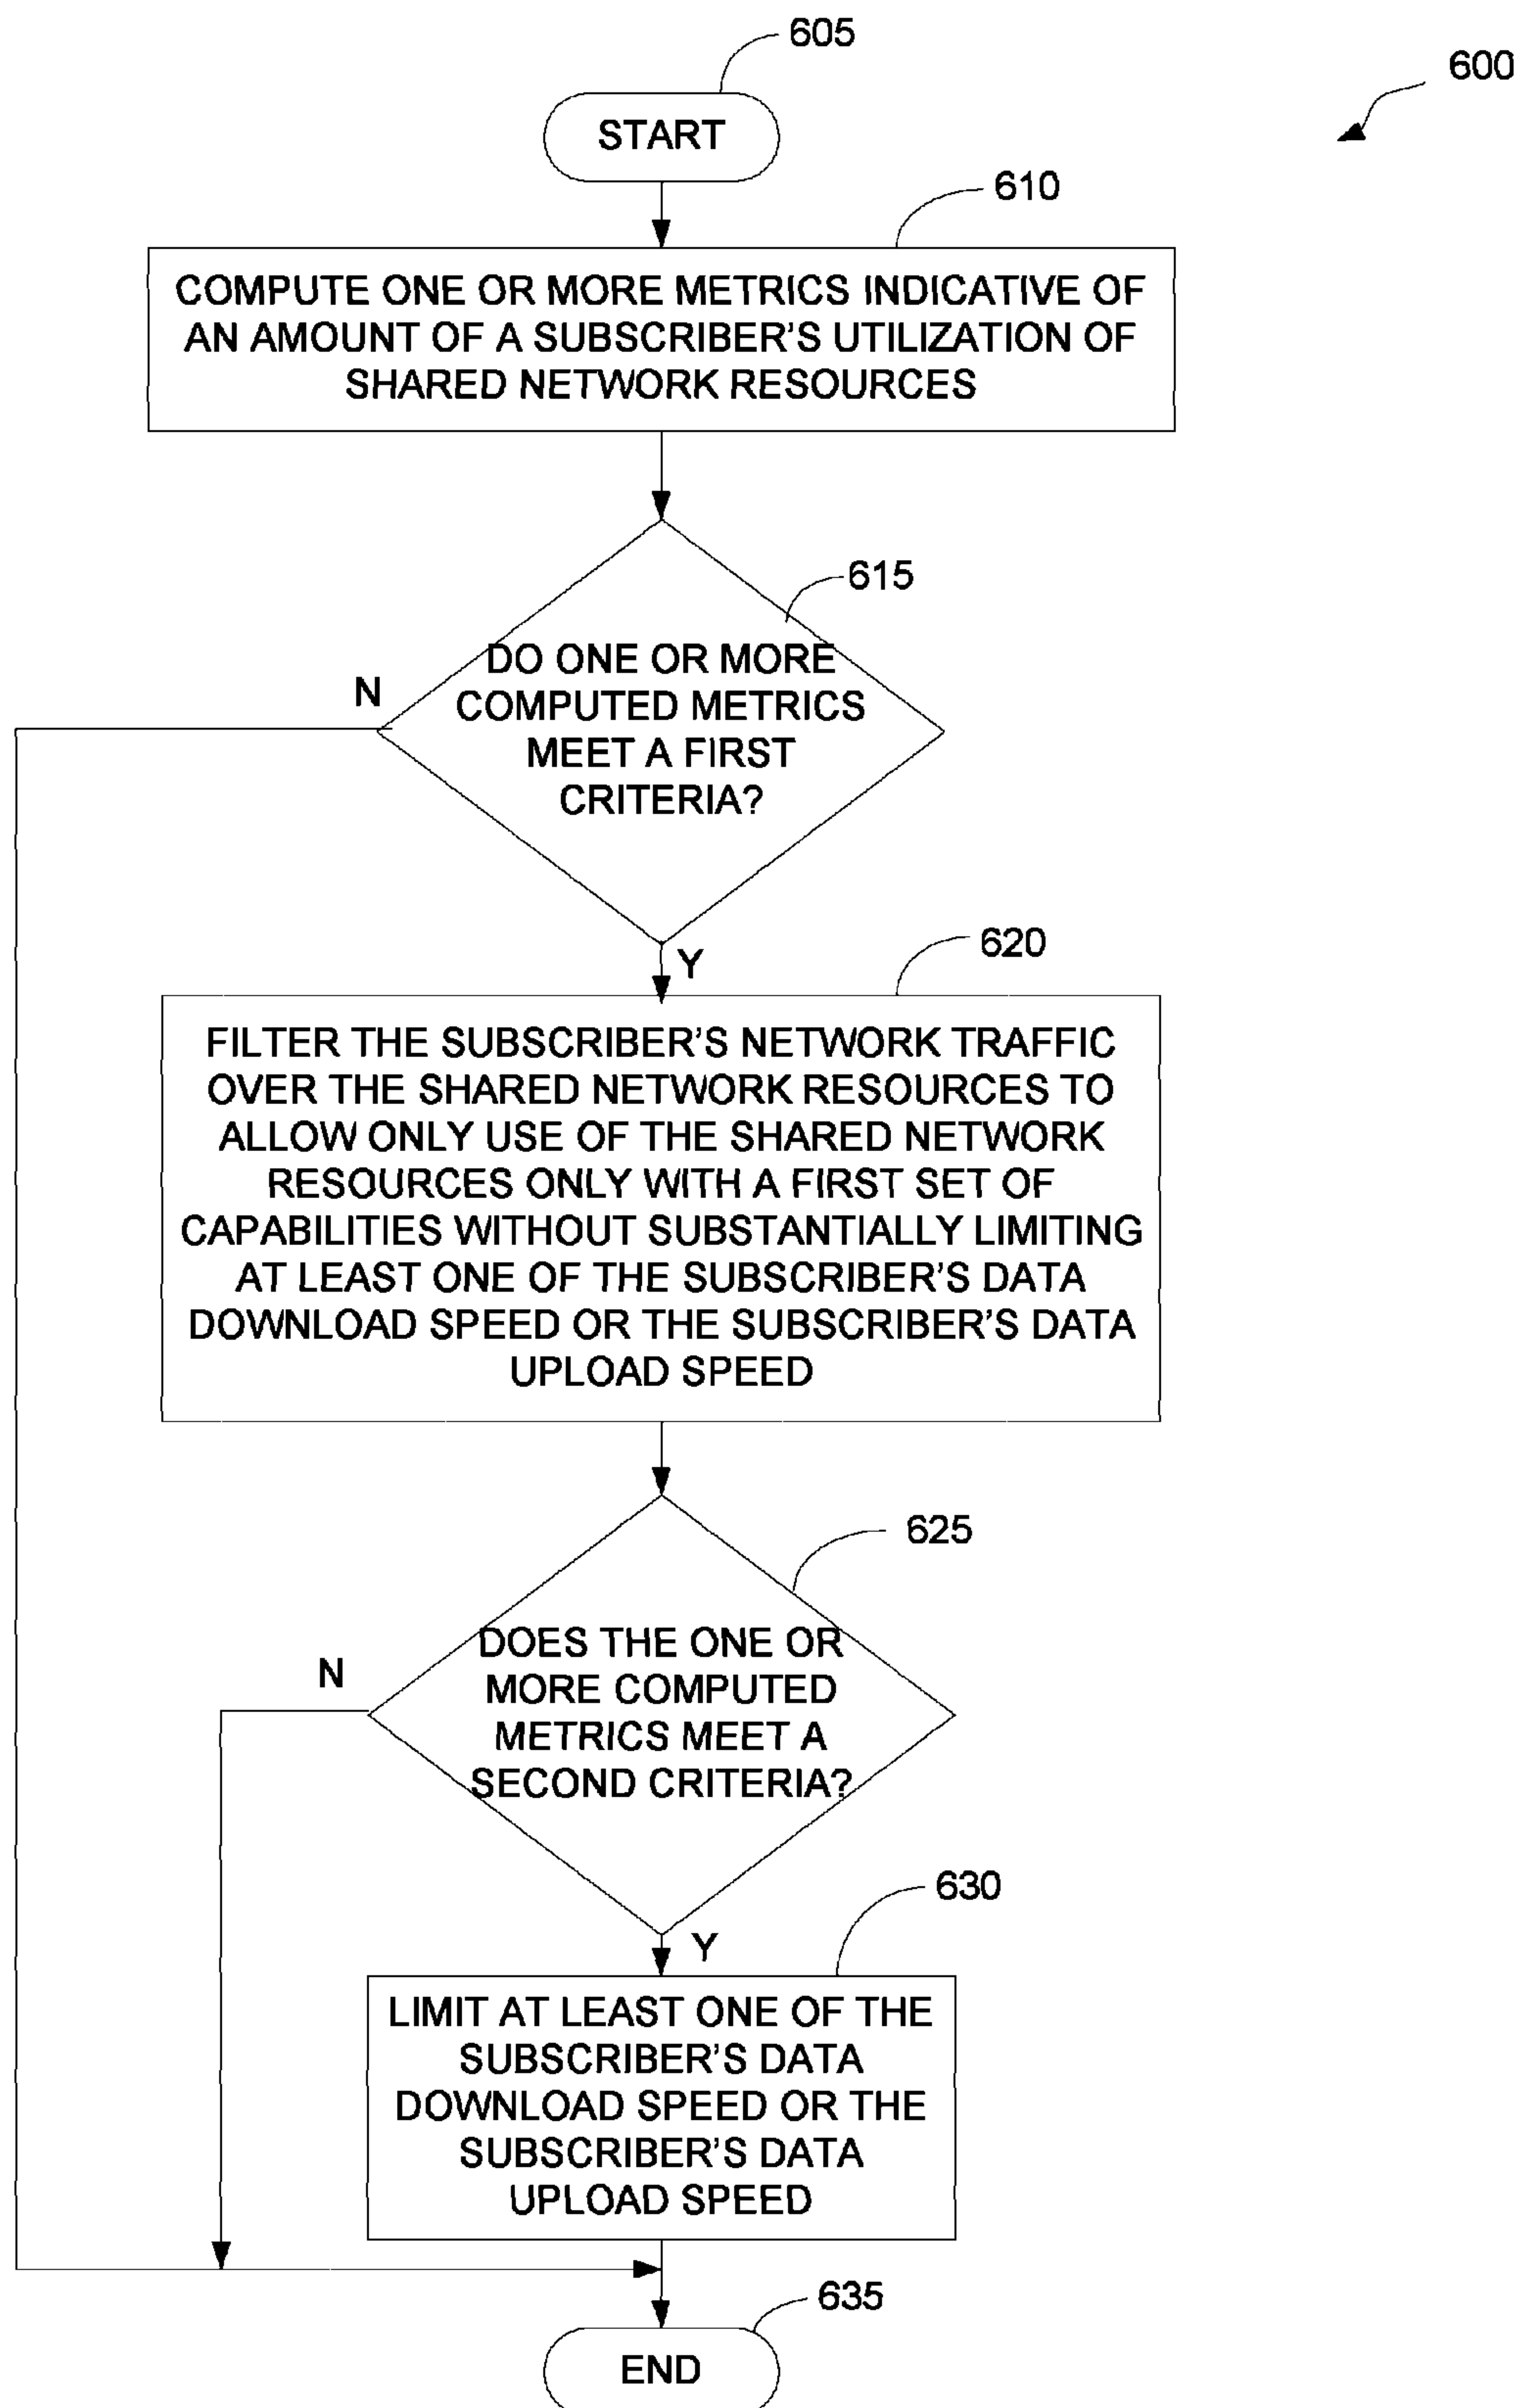 605
600
START
610
COMPUTE ONE OR MORE METRICS INDICATIVE OF
AN AMOUNT OF A SUBSCRIBER'S UTILIZATION OF
SHARED NETWORK RESOURCES
615
N
DO ONE OR MORE
COMPUTED METRICS
MEET A FIRST
CRITERIA?
Y
620
FILTER THE SUBSCRIBER'S NETWORK TRAFFIC
OVER THE SHARED NETWORK RESOURCES TO
ALLOW ONLY USE OF THE SHARED NETWORK
RESOURCES ONLY WITH A FIRST SET OF
CAPABILITIES WITHOUT SUBSTANTIALLY LIMITING
AT LEAST ONE OF THE SUBSCRIBER'S DATA
DOWNLOAD SPEED OR THE SUBSCRIBER'S DATA
UPLOAD SPEED
625
N
DOES THE ONE OR
MORE COMPUTED
METRICS MEET A
SECOND CRITERIA?
630
Y
LIMIT AT LEAST ONE OF THE
SUBSCRIBER'S DATA
DOWNLOAD SPEED OR THE
SUBSCRIBER'S DATA
UPLOAD SPEED
635
END